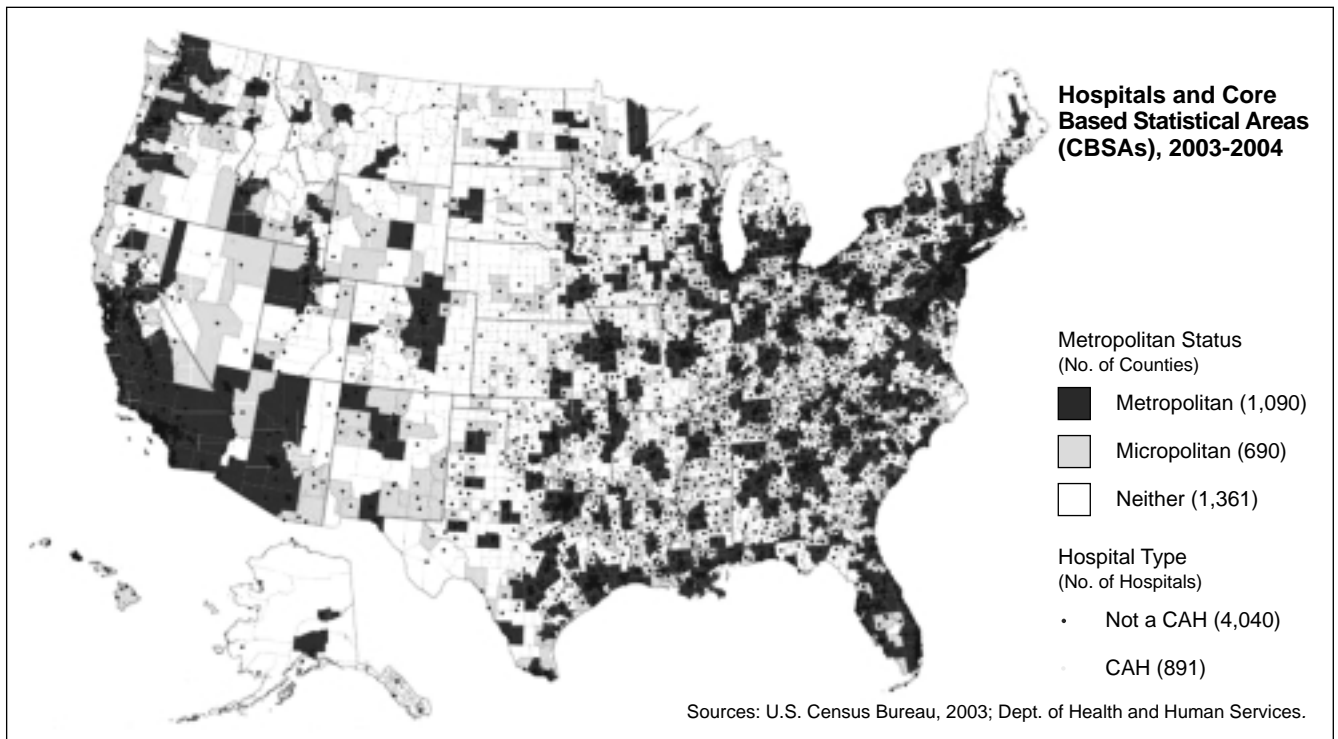 Hospitals and Core
Based Statistical Areas
(CBSAs), 2003-2004
Metropolitan Status
(No. of Counties)
Metropolitan (1,090)
Micropolitan (690)
Neither (1,361)
Hospital Type
(No. of Hospitals)
Not a CAH (4,040)
CAH (891)
Sources: U.S. Census Bureau, 2003; Dept. of Health and Human Services.